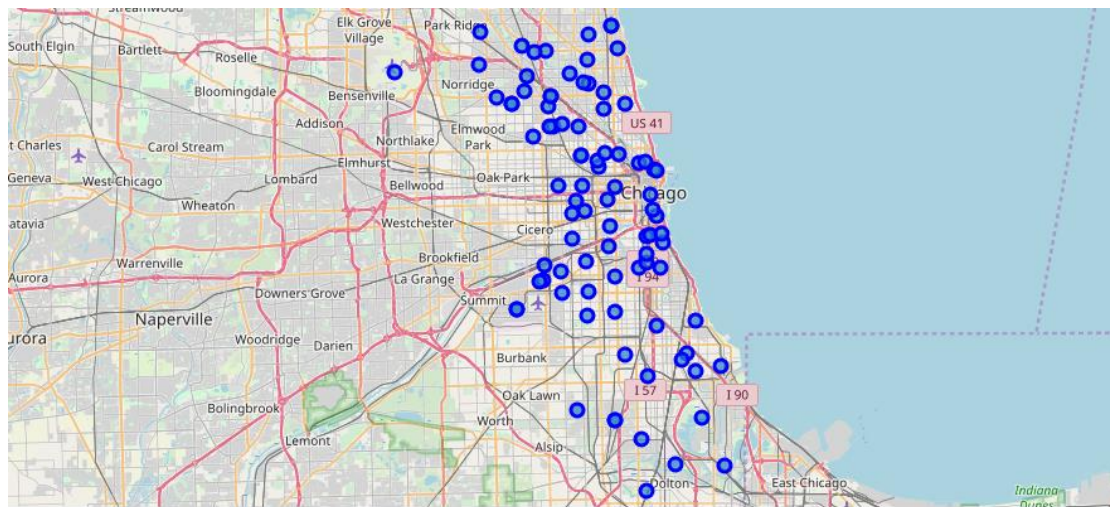 Streamwood
Elk Grove
Village
Park Ridge
South Elgin
Bartlett
Roselle
Bloomingdale
Bensenville
Norridge
Addison
US 41
t Charles
Carol Stream
Northlake
Elmwood
Park
Elmhurst
Geneva
West Chicago
Lombard
Bellwood
Oak Park
Chicago
Wheaton
atavia
Westchester
Cicero
Warrenville
Brookfield
Aurora
La Grange
I 94
Downers Grove
Summit
Naperville
urora
Woodridge
Darien
Burbank
Bolingbrook
Oak Lawn
I 57
I 90
Worth
Lemont
Alsip
Dolton
East Chicago
Indiana
Dunes